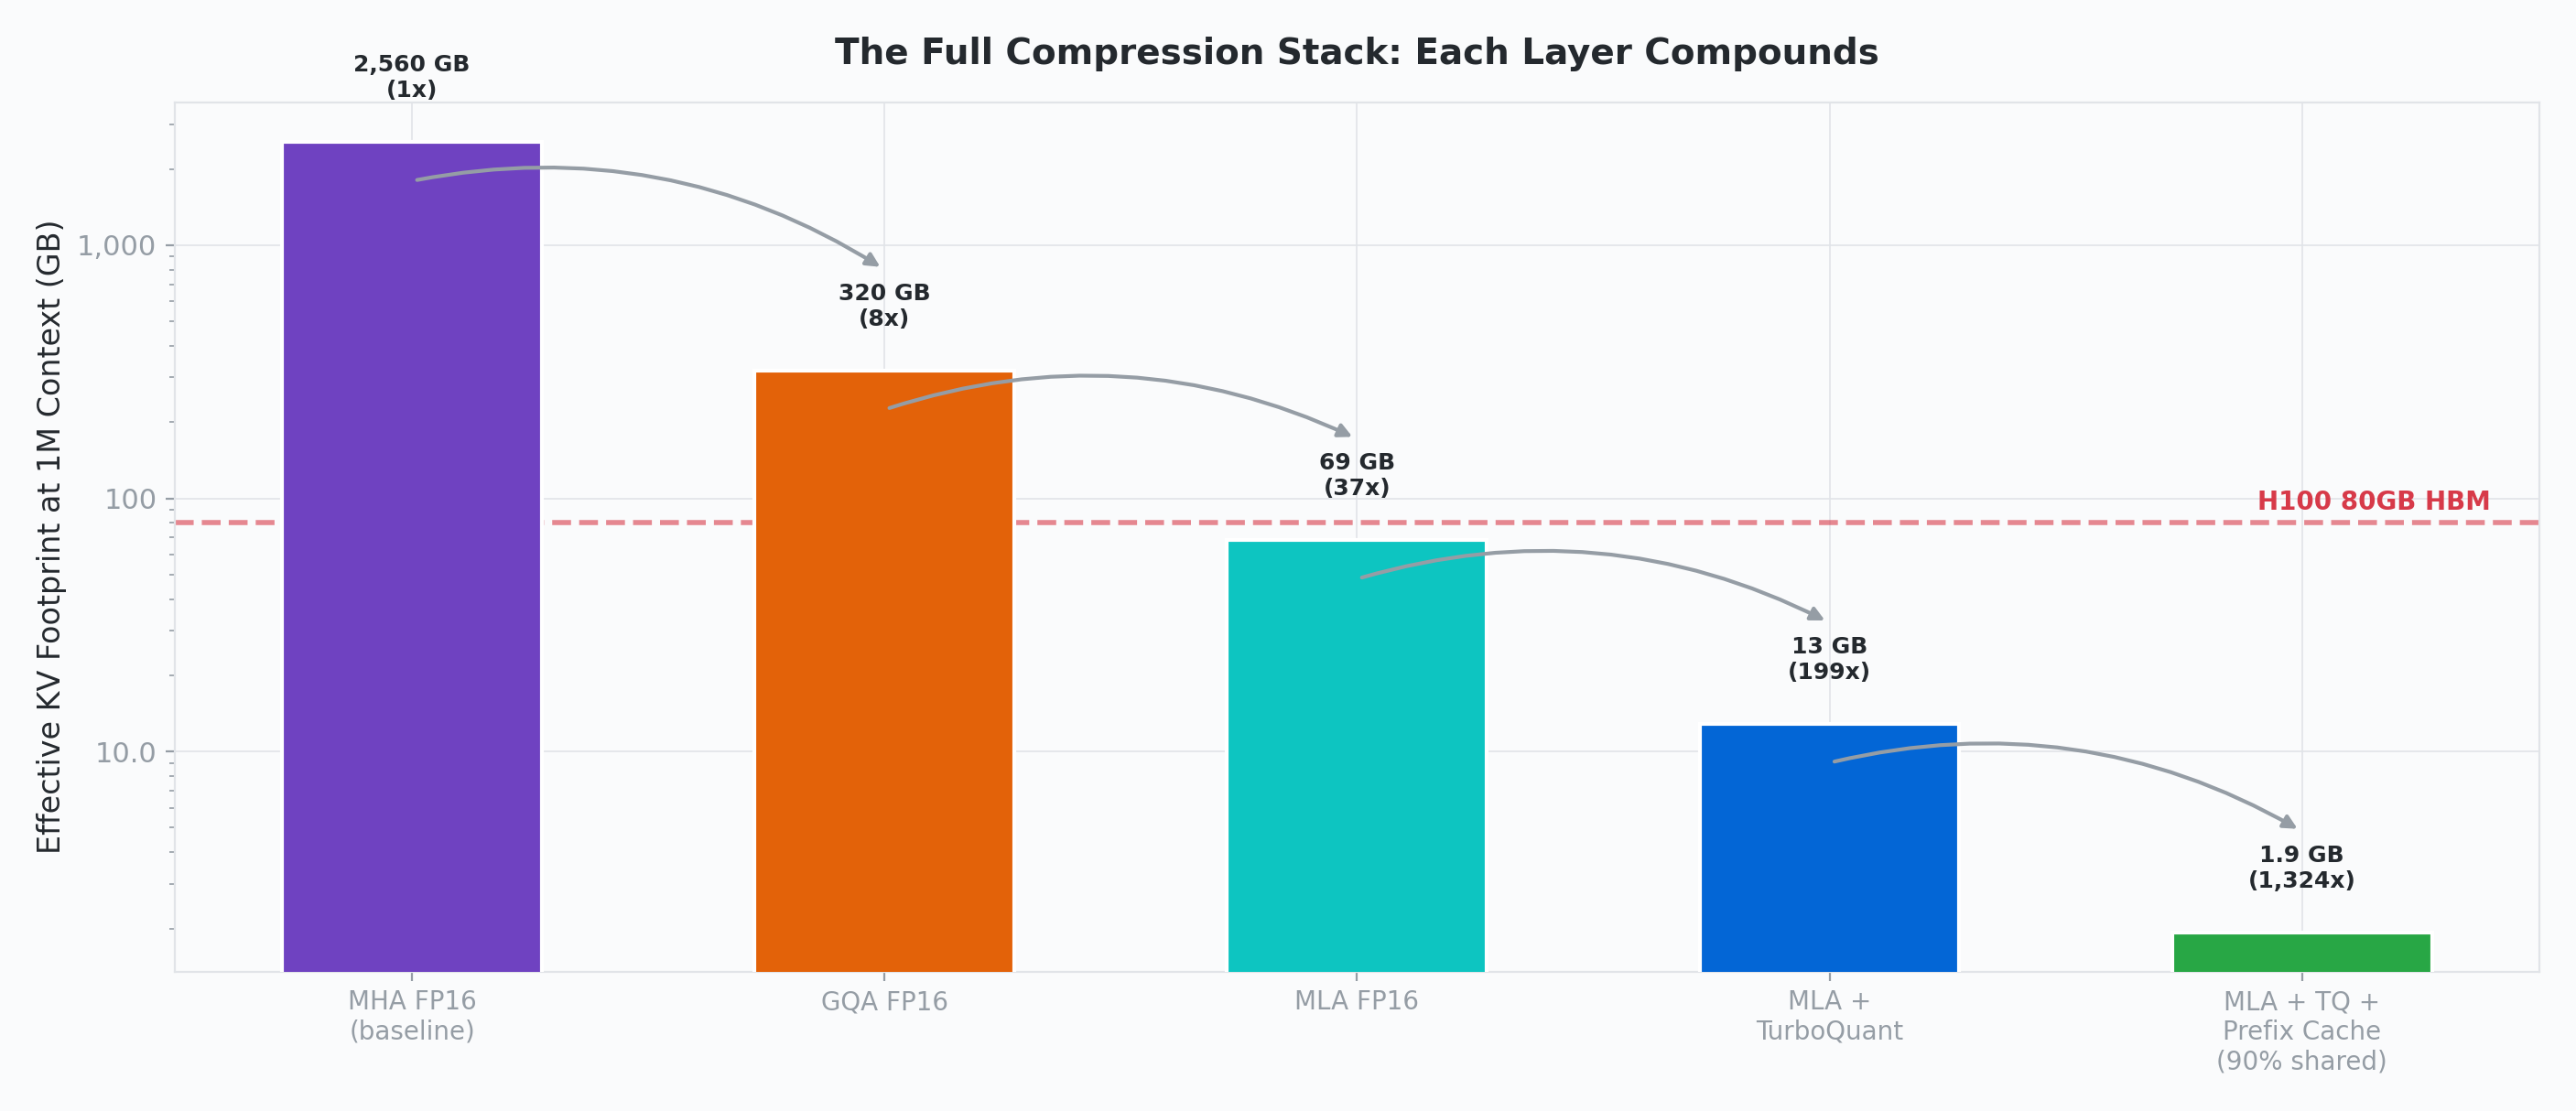 The Full Compression Stack: Each Layer Compounds
Effective KV Footprint at 1M Context (GB)
1,000
100
10.0
2,560 GB
(1x)
320 GB
(8x)
69 GB
(37x)
13 GB
(199x)
1.9 GB
(1,324x)
H100 80GB HBM
MHA FP16
(baseline)
GQA FP16
MLA FP16
MLA +
TurboQuant
MLA + TQ +
Prefix Cache
(90% shared)